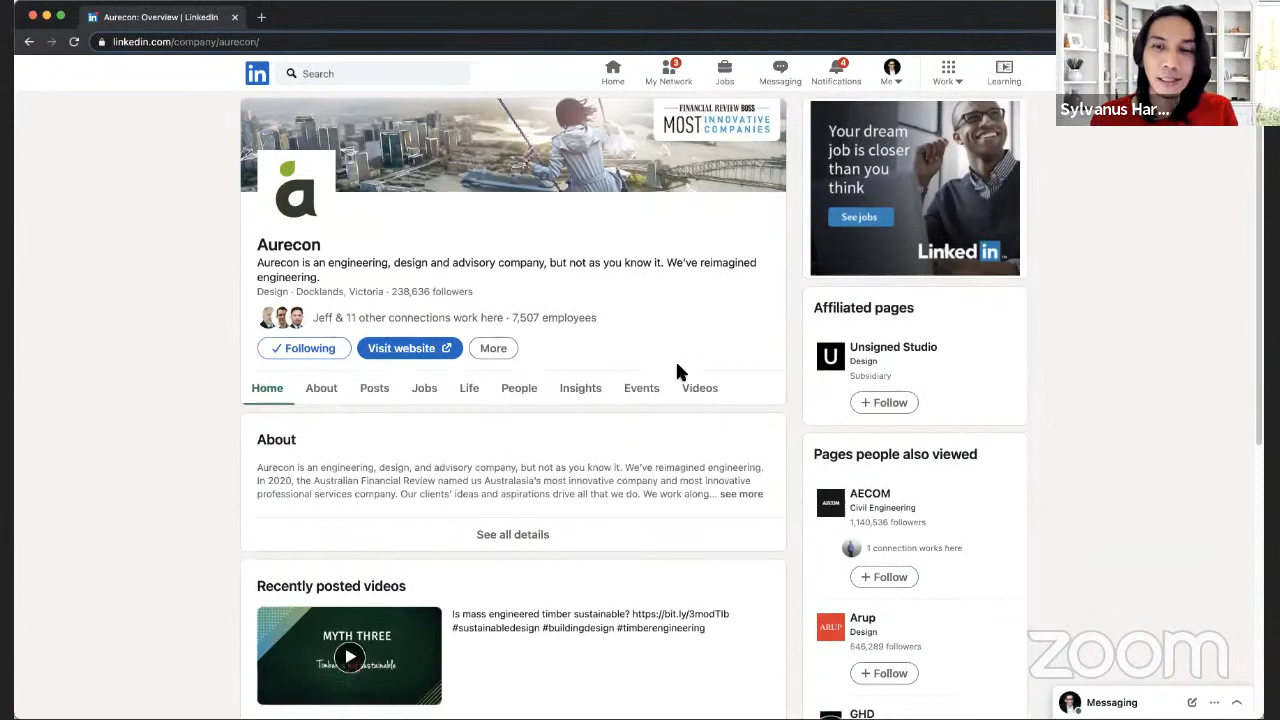 Aurecon: Overview | LinkedIn
linkedin.com/company/aurecon/
Sylvanus Har...
in
Search
Home
3
My Network
Jobs
Messaging
4
Notifications
Me
Work
Learning
FINANCIAL REVIEW BOSS
MOST INNOVATIVE COMPANIES
a
Aurecon
Aurecon is an engineering, design and advisory company, but not as you know it. We've reimagined
engineering.
Design · Docklands, Victoria · 238,636 followers
Jeff & 11 other connections work here · 7,507 employees
Following
Visit website
More
Home About Posts Jobs Life People Insights Events Videos
About
Aurecon is an engineering, design, and advisory company, but not as you know it. We've reimagined engineering.
In 2020, the Australian Financial Review named us Australasia's most innovative company and most innovative
professional services company. Our clients' ideas and aspirations drive all that we do. We work along... see more
See all details
Recently posted videos
MYTH THREE
Is mass engineered timber sustainable?
#sustainabledesign #buildingdesign #timberengineering
Your dream
job is closer
than you
think
See jobs
Linked in
Affiliated pages
U
Unsigned Studio
Design
Subsidiary
+ Follow
Pages people also viewed
AECOM
AECOM
Civil Engineering
1,140,536 followers
1 connection works here
+ Follow
ARUP
Arup
Design
646,289 followers
+ Follow
GHD
zoom
Messaging